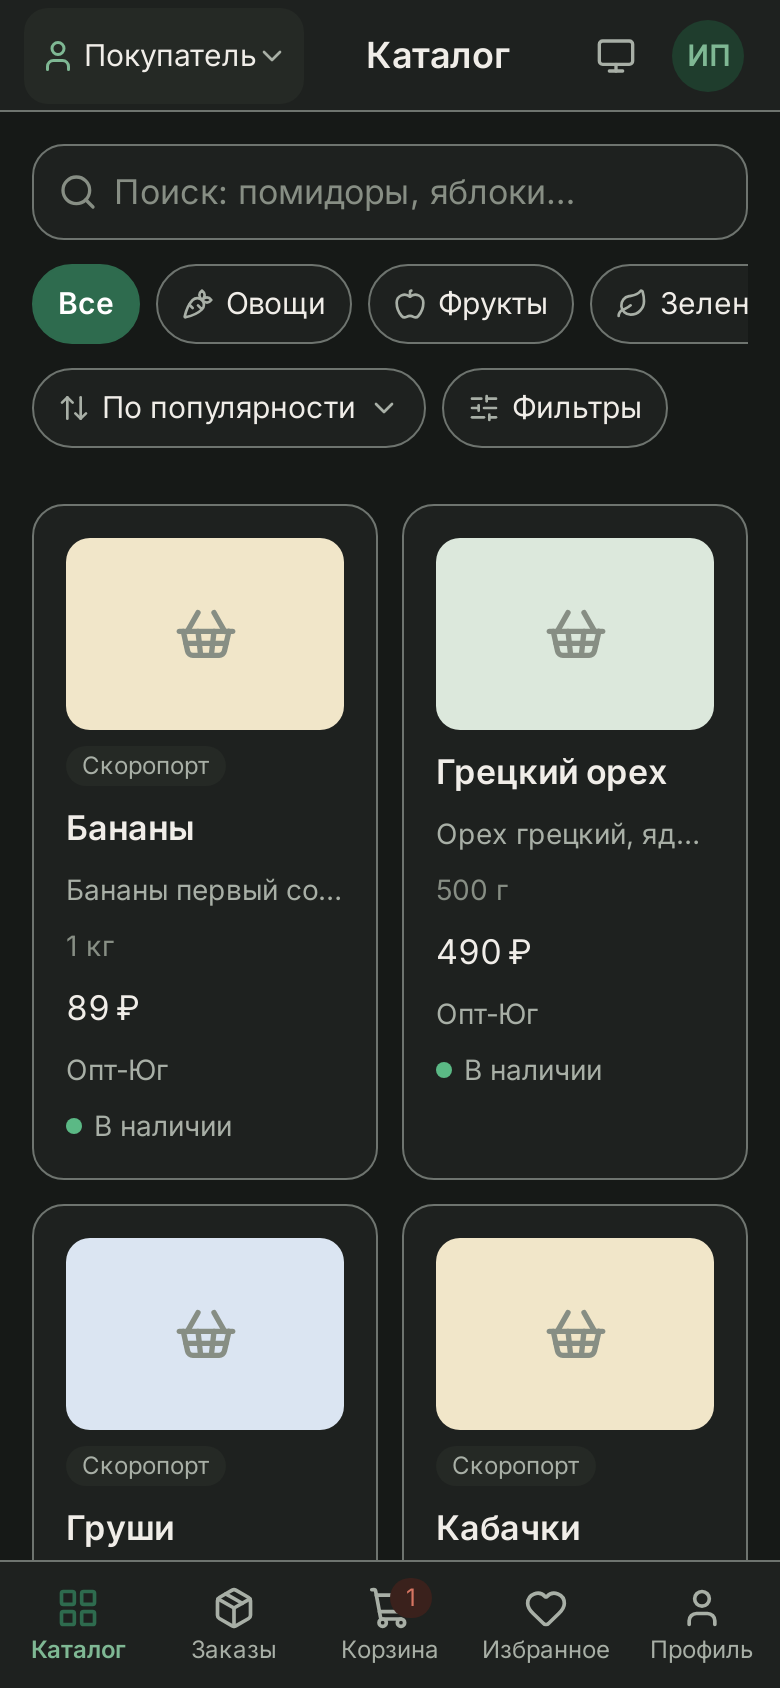 Покупатель
Каталог
ИП
Поиск: помидоры, яблоки...
Все
Овощи
Фрукты
Зелен
По популярности
Фильтры
Скоропорт
Бананы
Бананы первый со...
1 кг
89 ₽
Опт-Юг
В наличии
Грецкий орех
Орех грецкий, яд...
500 г
490 ₽
Опт-Юг
В наличии
Скоропорт
Груши
Скоропорт
Кабачки
Каталог
Заказы
1
Корзина
Избранное
Профиль